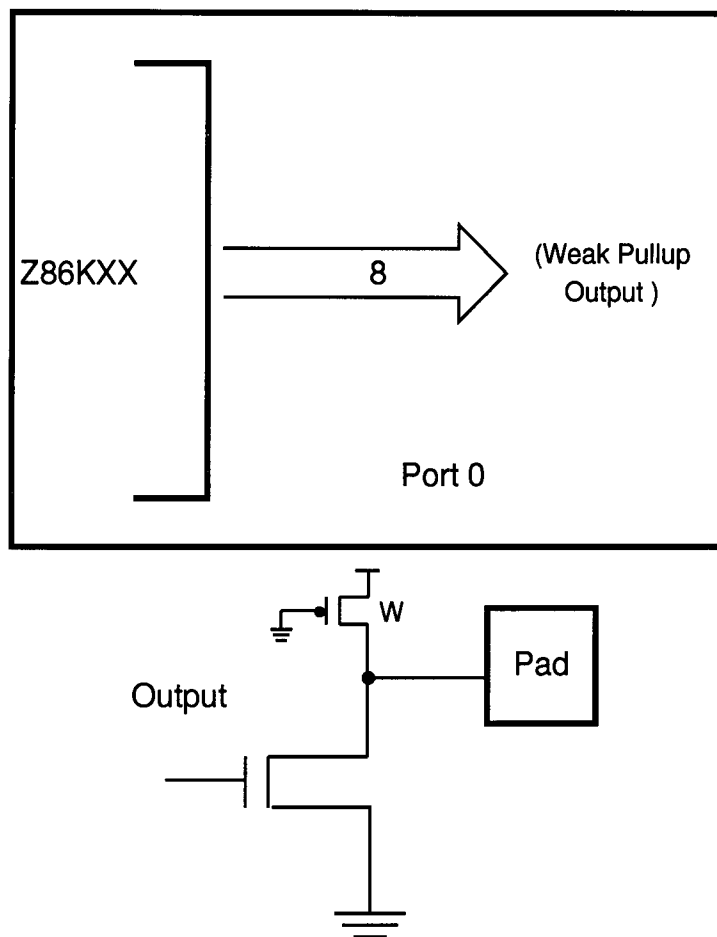 Z86KXX
8
(Weak Pullup
Output )
Port 0
W
Pad
Output